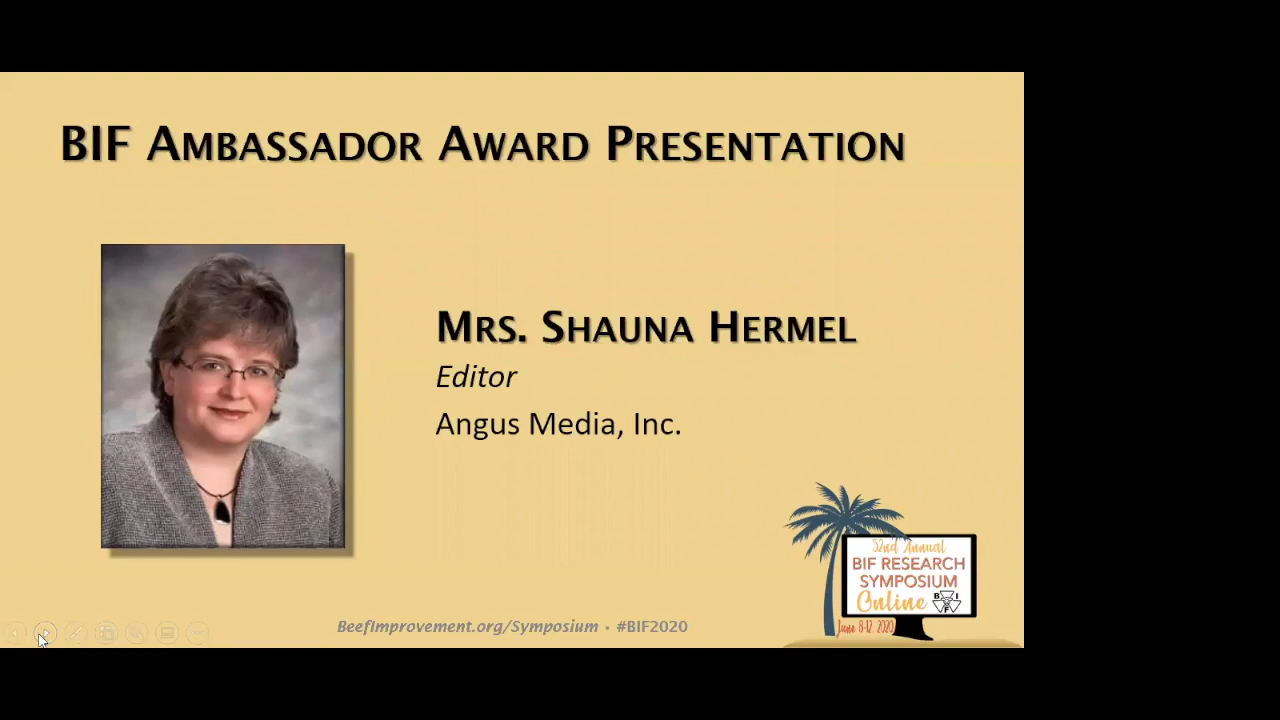 BIF AMBASSADOR AWARD PRESENTATION
MRS. SHAUNA HERMEL
Editor
Angus Media, Inc.
52nd Annual
BIF RESEARCH
SYMPOSIUM
Online
B I F
June 8-12, 2020
BeefImprovement.org/Symposium • #BIF2020